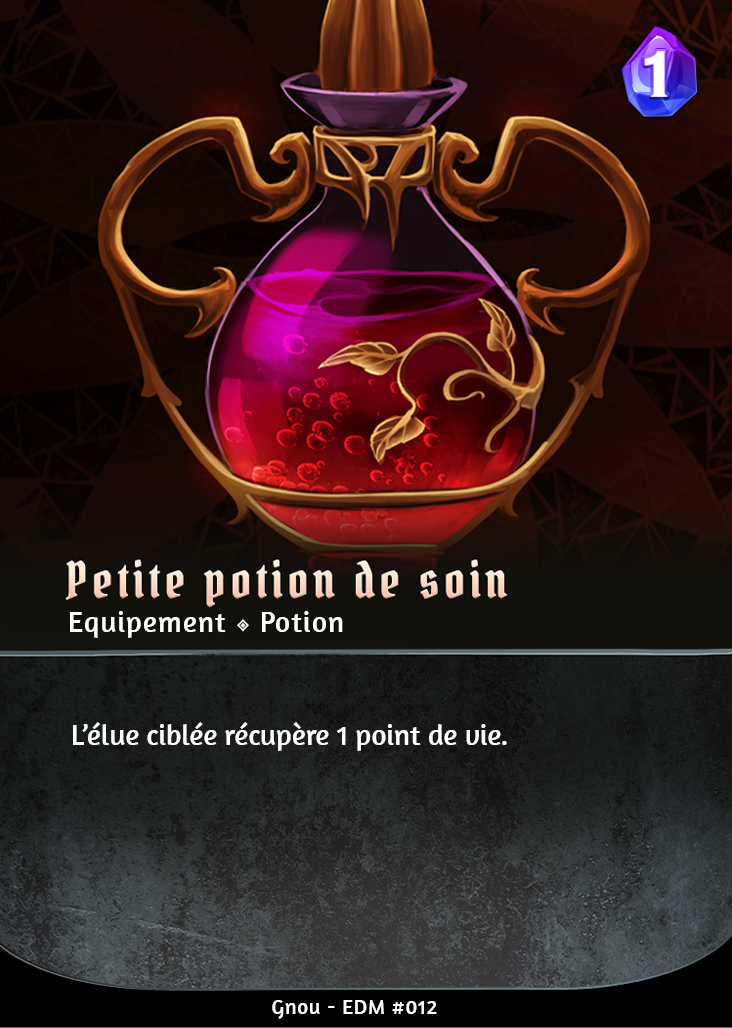 1
Petite potion de soin
Equipement ◈ Potion
L'élue ciblée récupère 1 point de vie.
Gnou - EDM #012